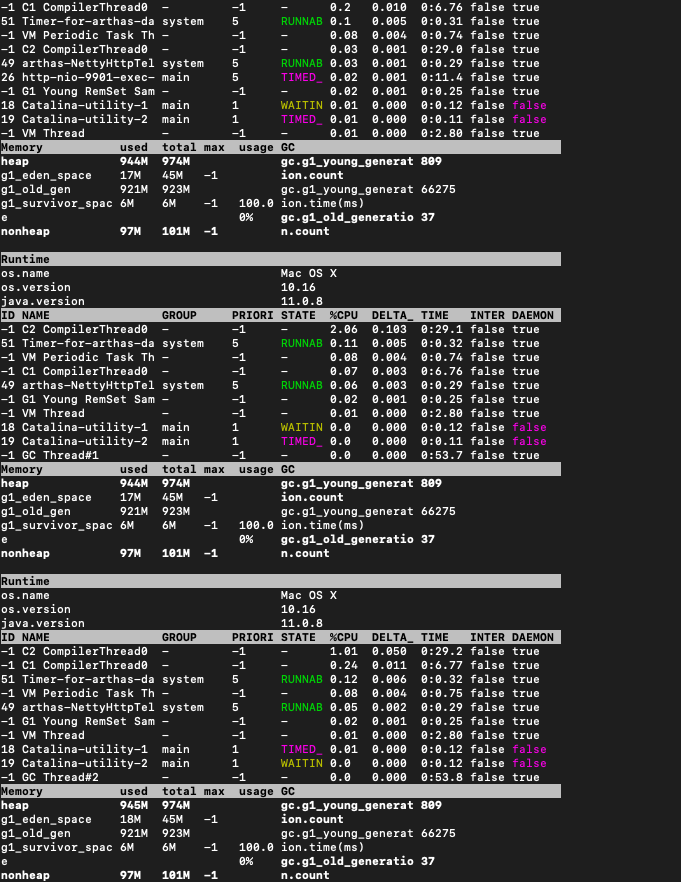 -1 C1 CompilerThread0 - -1 - 0.2 0.010 0:6.76 false true
51 Timer-for-arthas-da system 5 RUNNAB 0.1 0.005 0:0.31 false true
-1 VM Periodic Task Th - -1 - 0.08 0.004 0:0.74 false true
-1 C2 CompilerThread0 - -1 - 0.03 0.001 0:29.0 false true
49 arthas-NettyHttpTel system 5 RUNNAB 0.03 0.001 0:0.29 false true
26 http-nio-9901-exec- main 5 TIMED_ 0.02 0.001 0:11.4 false true
-1 G1 Young RemSet Sam - -1 - 0.02 0.001 0:0.25 false true
18 Catalina-utility-1 main 1 WAITIN 0.01 0.000 0:0.12 false false
19 Catalina-utility-2 main 1 TIMED_ 0.01 0.000 0:0.11 false false
-1 VM Thread - -1 - 0.01 0.000 0:2.80 false true
Memory used total max usage GC
heap 944M 974M gc.g1_young_generat 809
g1_eden_space 17M 45M -1 ion.count
g1_old_gen 921M 923M gc.g1_young_generat 66275
g1_survivor_spac 6M 6M -1 100.0 ion.time(ms)
e 0% gc.g1_old_generatio 37
nonheap 97M 101M -1 n.count
Runtime
os.name Mac OS X
os.version 10.16
java.version 11.0.8
ID NAME GROUP PRIORI STATE %CPU DELTA_ TIME INTER DAEMON
-1 C2 CompilerThread0 - -1 - 2.06 0.103 0:29.1 false true
51 Timer-for-arthas-da system 5 RUNNAB 0.11 0.005 0:0.32 false true
-1 VM Periodic Task Th - -1 - 0.08 0.004 0:0.74 false true
-1 C1 CompilerThread0 - -1 - 0.07 0.003 0:6.76 false true
49 arthas-NettyHttpTel system 5 RUNNAB 0.06 0.003 0:0.29 false true
-1 G1 Young RemSet Sam - -1 - 0.02 0.001 0:0.25 false true
-1 VM Thread - -1 - 0.01 0.000 0:2.80 false true
18 Catalina-utility-1 main 1 WAITIN 0.0 0.000 0:0.12 false false
19 Catalina-utility-2 main 1 TIMED_ 0.0 0.000 0:0.11 false false
-1 GC Thread#1 - -1 - 0.0 0.000 0:53.7 false true
Memory used total max usage GC
heap 944M 974M gc.g1_young_generat 809
g1_eden_space 17M 45M -1 ion.count
g1_old_gen 921M 923M gc.g1_young_generat 66275
g1_survivor_spac 6M 6M -1 100.0 ion.time(ms)
e 0% gc.g1_old_generatio 37
nonheap 97M 101M -1 n.count
Runtime
os.name Mac OS X
os.version 10.16
java.version 11.0.8
ID NAME GROUP PRIORI STATE %CPU DELTA_ TIME INTER DAEMON
-1 C2 CompilerThread0 - -1 - 1.01 0.050 0:29.2 false true
-1 C1 CompilerThread0 - -1 - 0.24 0.011 0:6.77 false true
51 Timer-for-arthas-da system 5 RUNNAB 0.12 0.006 0:0.32 false true
-1 VM Periodic Task Th - -1 - 0.08 0.004 0:0.75 false true
49 arthas-NettyHttpTel system 5 RUNNAB 0.05 0.002 0:0.29 false true
-1 G1 Young RemSet Sam - -1 - 0.02 0.001 0:0.25 false true
-1 VM Thread - -1 - 0.01 0.000 0:2.80 false true
18 Catalina-utility-1 main 1 TIMED_ 0.01 0.000 0:0.12 false false
19 Catalina-utility-2 main 1 WAITIN 0.0 0.000 0:0.12 false false
-1 GC Thread#2 - -1 - 0.0 0.000 0:53.8 false true
Memory used total max usage GC
heap 945M 974M gc.g1_young_generat 809
g1_eden_space 18M 45M -1 ion.count
g1_old_gen 921M 923M gc.g1_young_generat 66275
g1_survivor_spac 6M 6M -1 100.0 ion.time(ms)
e 0% gc.g1_old_generatio 37
nonheap 97M 101M -1 n.count